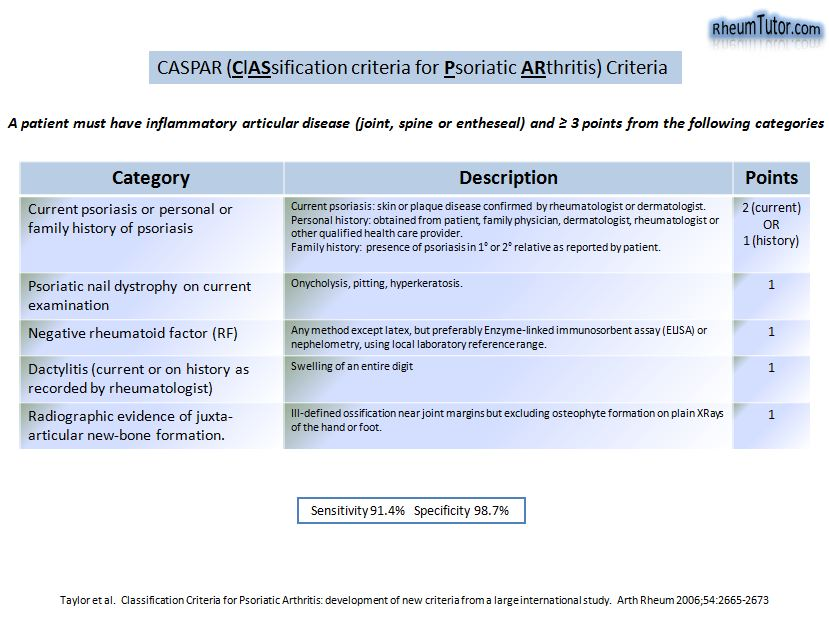 RheumTutor.com
CASPAR (ClASsification criteria for Psoriatic ARthritis) Criteria
A patient must have inflammatory articular disease (joint, spine or entheseal) and ≥ 3 points from the following categories
Category Description Points
Current psoriasis or personal or
family history of psoriasis
Current psoriasis: skin or plaque disease confirmed by rheumatologist or dermatologist.
Personal history: obtained from patient, family physician, dermatologist, rheumatologist or
other qualified health care provider.
Family history: presence of psoriasis in 1° or 2° relative as reported by patient.
2 (current)
OR
1 (history)
Psoriatic nail dystrophy on current
examination
Onycholysis, pitting, hyperkeratosis.
1
Negative rheumatoid factor (RF)
Any method except latex, but preferably Enzyme-linked immunosorbent assay (ELISA) or
nephelometry, using local laboratory reference range.
1
Dactylitis (current or on history as
recorded by rheumatologist)
Swelling of an entire digit
1
Radiographic evidence of juxta-
articular new-bone formation.
Ill-defined ossification near joint margins but excluding osteophyte formation on plain XRays
of the hand or foot.
1
Sensitivity 91.4% Specificity 98.7%
Taylor et al. Classification Criteria for Psoriatic Arthritis: development of new criteria from a large international study. Arth Rheum 2006;54:2665-2673